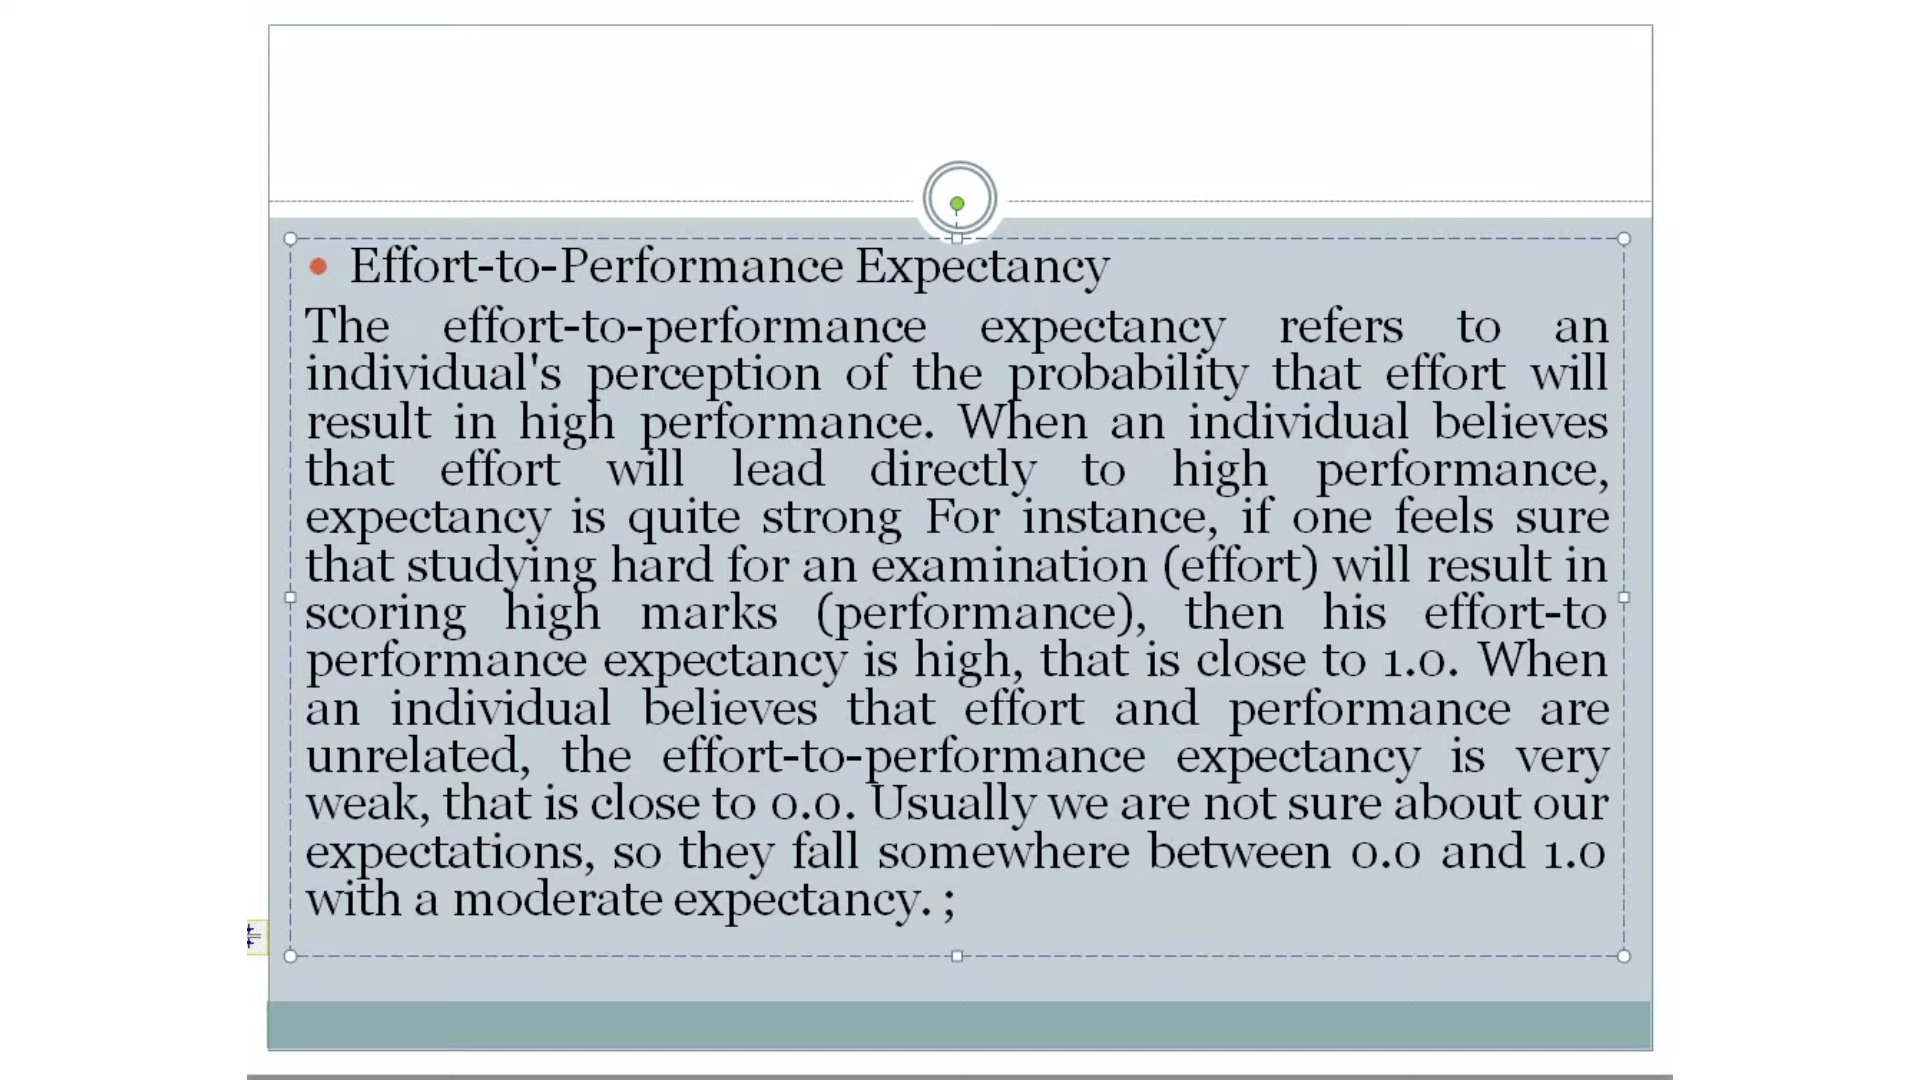 Effort-to-Performance Expectancy
The effort-to-performance expectancy refers to an
individual's perception of the probability that effort will
result in high performance. When an individual believes
that effort will lead directly to high performance,
expectancy is quite strong For instance, if one feels sure
that studying hard for an examination (effort) will result in
scoring high marks (performance), then his effort-to
performance expectancy is high, that is close to 1.0. When
an individual believes that effort and performance are
unrelated, the effort-to-performance expectancy is very
weak, that is close to 0.0. Usually we are not sure about our
expectations, so they fall somewhere between 0.0 and 1.0
with a moderate expectancy. ;